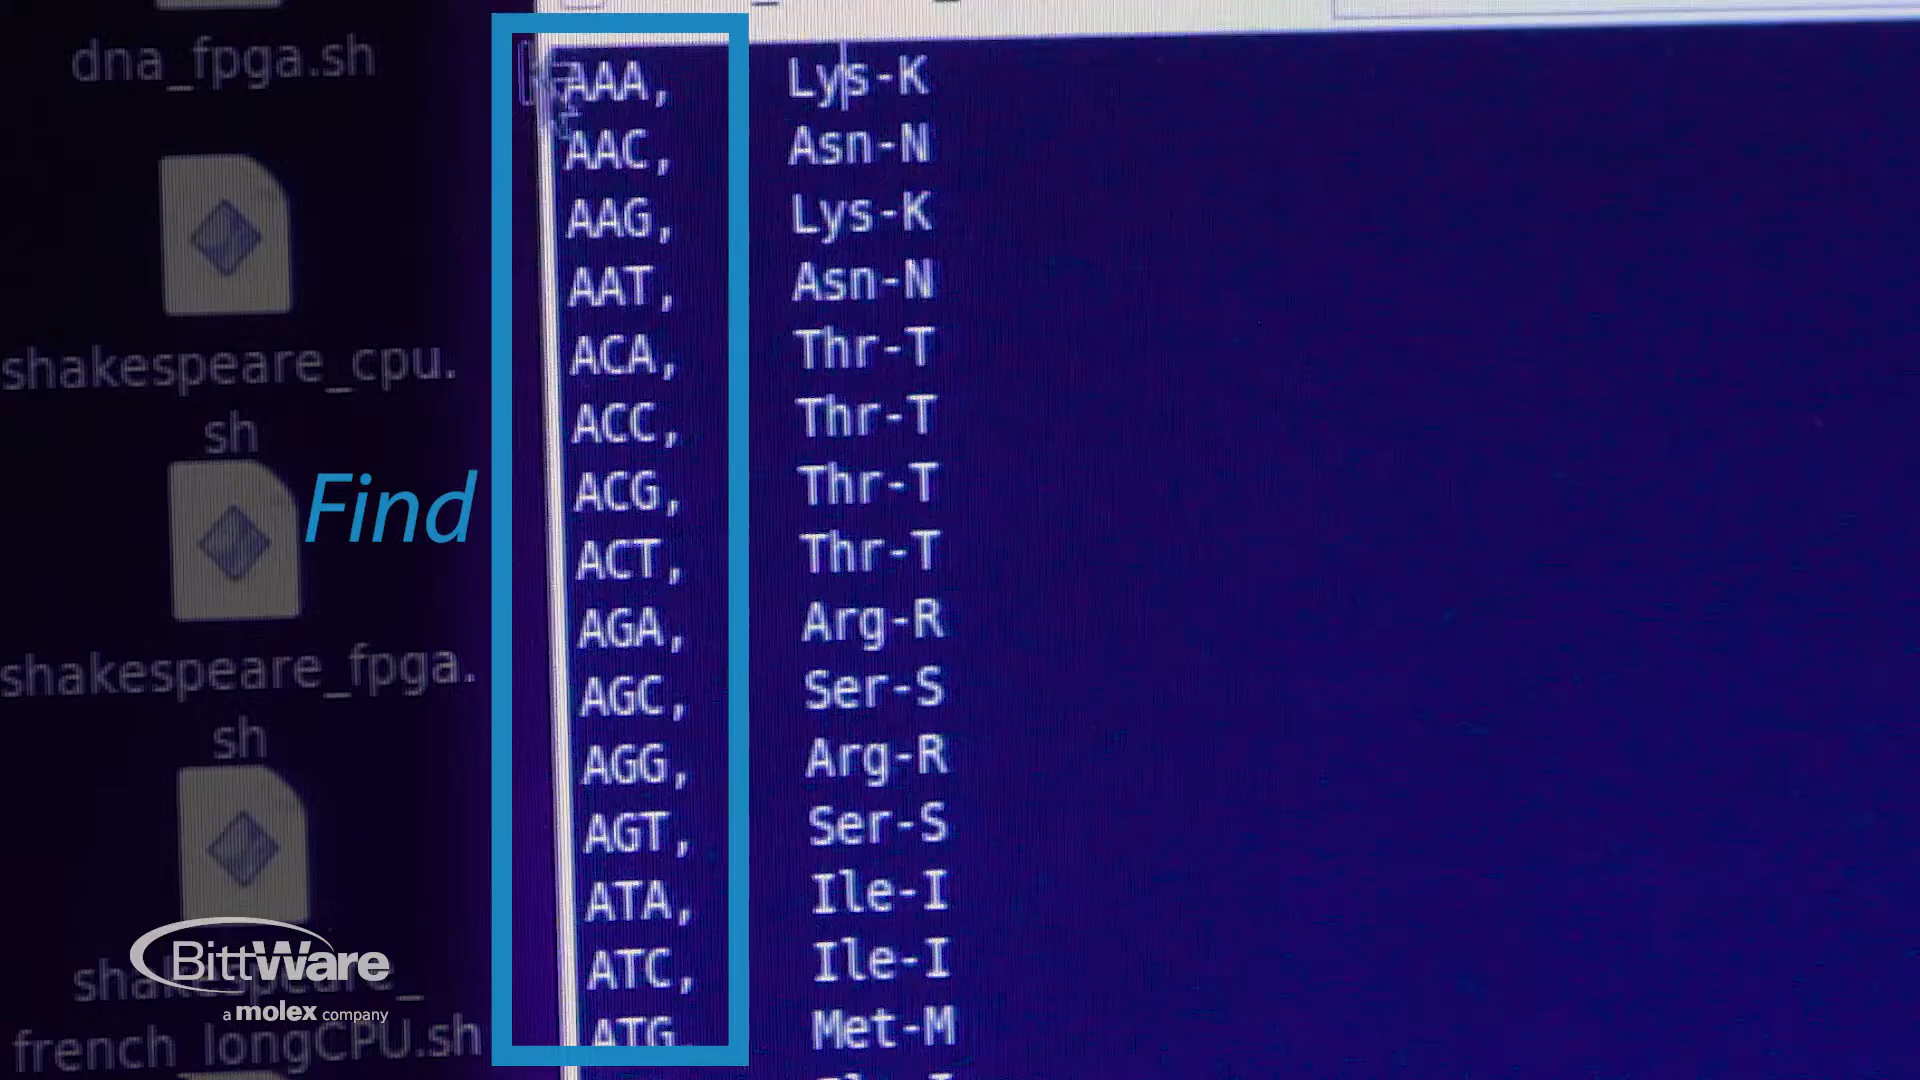 dna_fpga.sh
shakespeare_cpu.
sh
shakespeare_fpga.
sh
shakespeare_
french_longCPU.sh
Find
AAA, Lys-K
AAC, Asn-N
AAG, Lys-K
AAT, Asn-N
ACA, Thr-T
ACC, Thr-T
ACG, Thr-T
ACT, Thr-T
AGA, Arg-R
AGC, Ser-S
AGG, Arg-R
AGT, Ser-S
ATA, Ile-I
ATC, Ile-I
ATG, Met-M
BittWare
a molex company